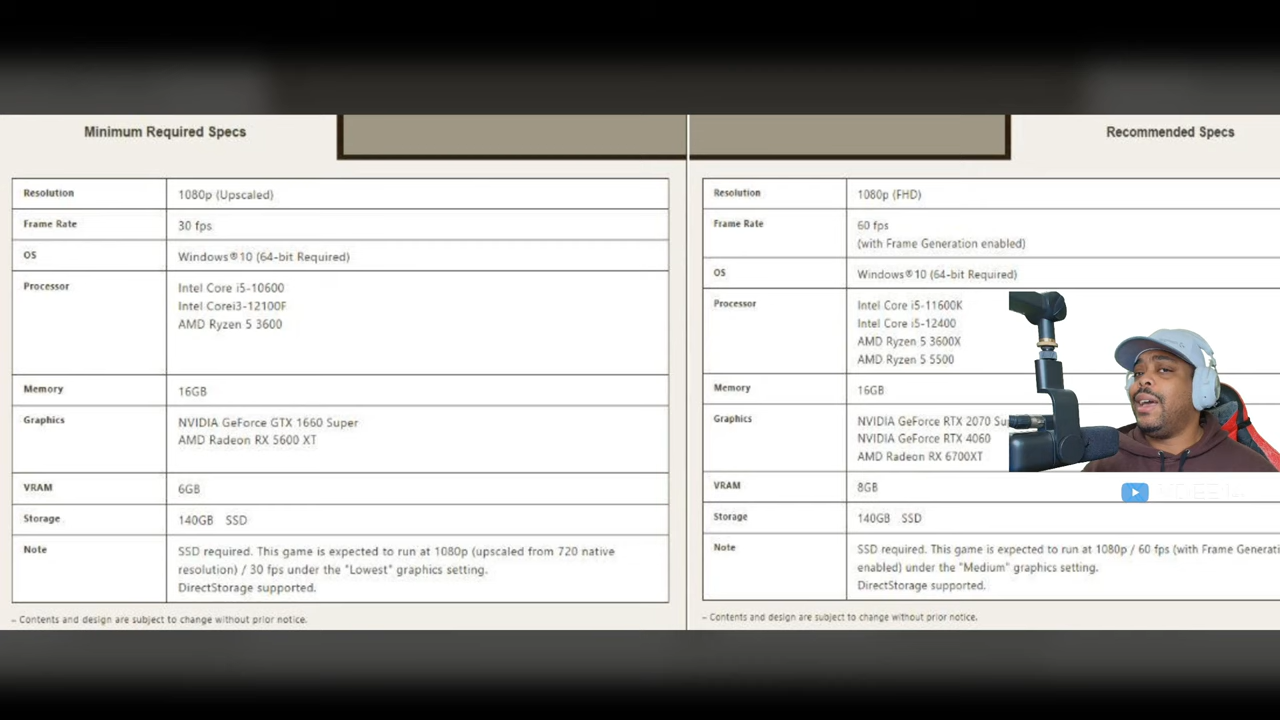 Minimum Required Specs
Resolution 1080p (Upscaled)
Frame Rate 30 fps
OS Windows®10 (64-bit Required)
Processor Intel Core i5-10600
Intel Corei3-12100F
AMD Ryzen 5 3600
Memory 16GB
Graphics NVIDIA GeForce GTX 1660 Super
AMD Radeon RX 5600 XT
VRAM 6GB
Storage 140GB SSD
Note SSD required. This game is expected to run at 1080p (upscaled from 720 native
resolution) / 30 fps under the "Lowest" graphics setting.
DirectStorage supported.
– Contents and design are subject to change without prior notice.
Recommended Specs
Resolution 1080p (FHD)
Frame Rate 60 fps
(with Frame Generation enabled)
OS Windows®10 (64-bit Required)
Processor Intel Core i5-11600K
Intel Core i5-12400
AMD Ryzen 5 3600X
AMD Ryzen 5 5500
Memory 16GB
Graphics NVIDIA GeForce RTX 2070 Su
NVIDIA GeForce RTX 4060
AMD Radeon RX 6700XT
VRAM 8GB
Storage 140GB SSD
Note SSD required. This game is expected to run at 1080p / 60 fps (with Frame Generati
enabled) under the "Medium" graphics setting.
DirectStorage supported.
– Contents and design are subject to change without prior notice.